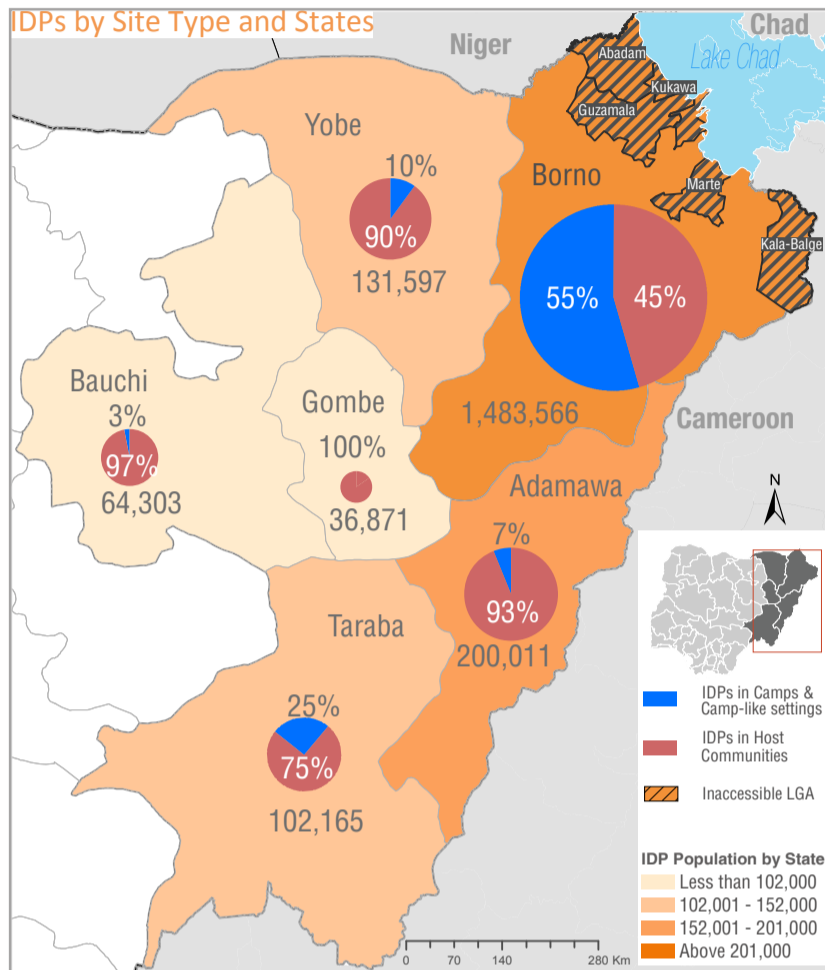 IDPs by Site Type and States
Niger
Chad
Lake Chad
Abadam
Kukawa
Guzamala
Marte
Kala-Balge
Yobe
10%
90%
131,597
Borno
55%
45%
1,483,566
Cameroon
Bauchi
3%
97%
64,303
Gombe
100%
36,871
Adamawa
7%
93%
200,011
Taraba
25%
75%
102,165
N
IDPs in Camps &
Camp-like settings
IDPs in Host
Communities
Inaccessible LGA
IDP Population by State
Less than 102,000
102,001 - 152,000
152,001 - 201,000
Above 201,000
0 70 140 280 Km